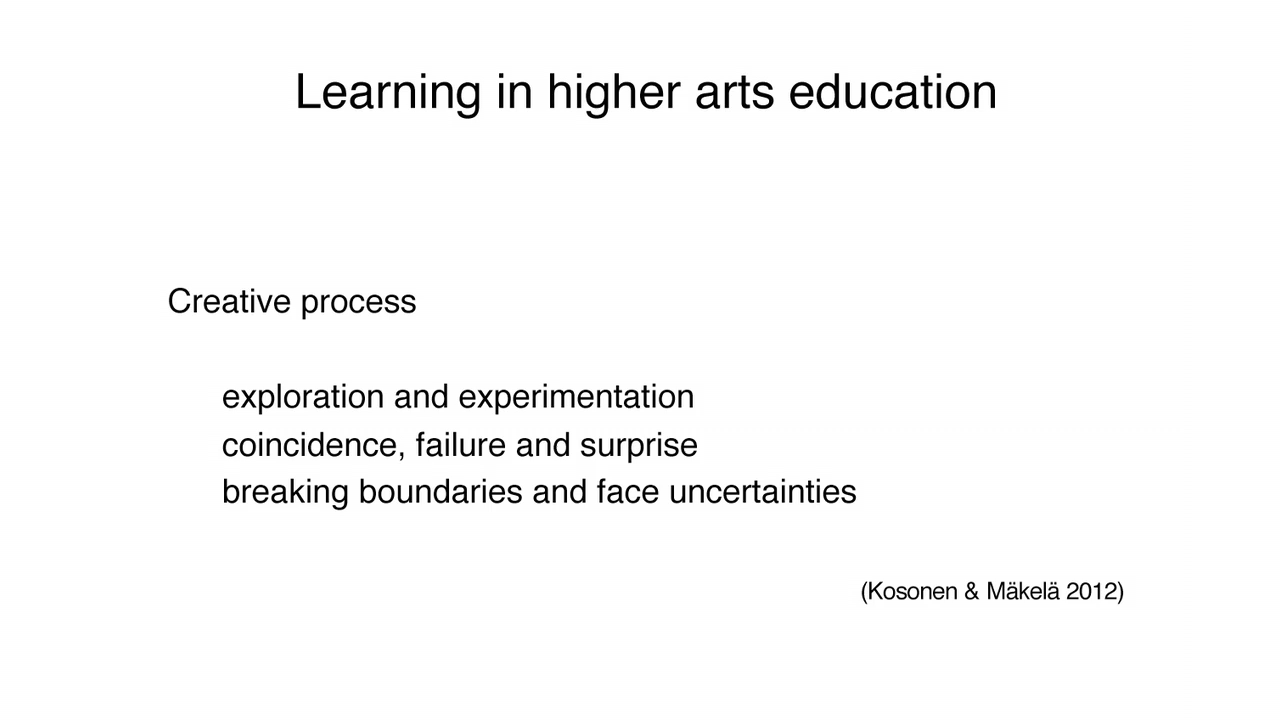 Learning in higher arts education
Creative process
exploration and experimentation
coincidence, failure and surprise
breaking boundaries and face uncertainties
(Kosonen & Mäkelä 2012)